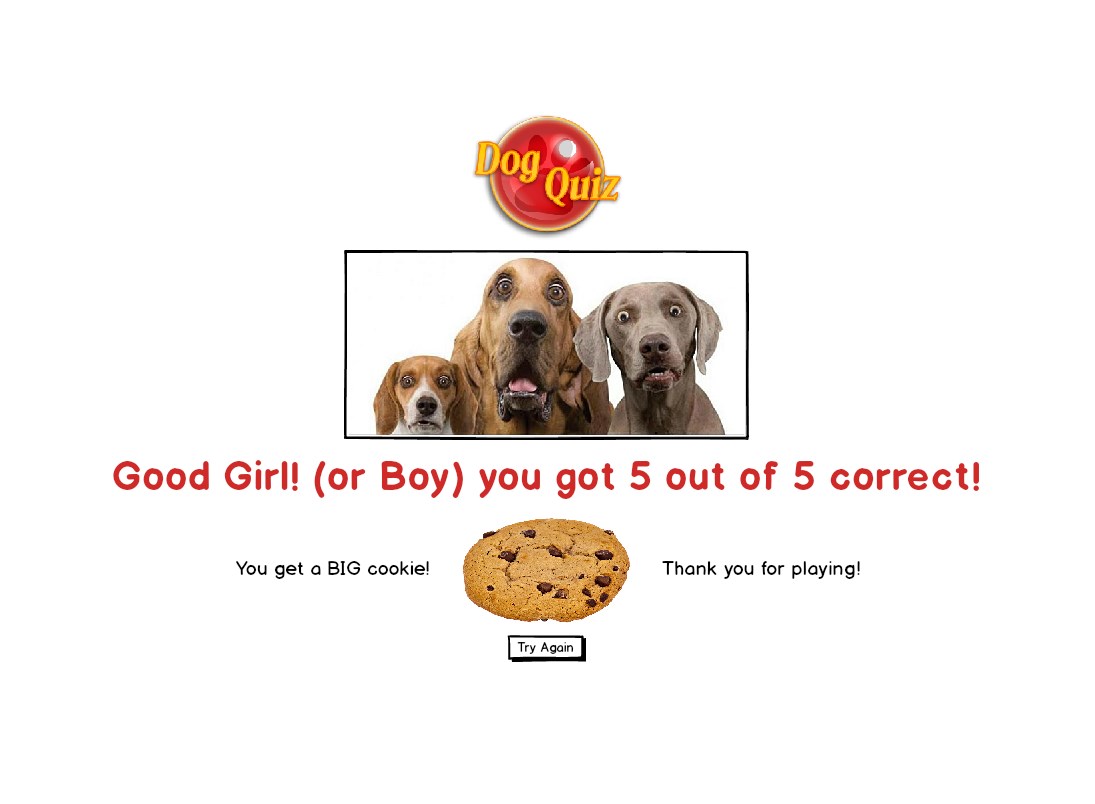 Dog
Quiz
Good Girl! (or Boy) you got 5 out of 5 correct!
You get a BIG cookie!
Thank you for playing!
Try Again